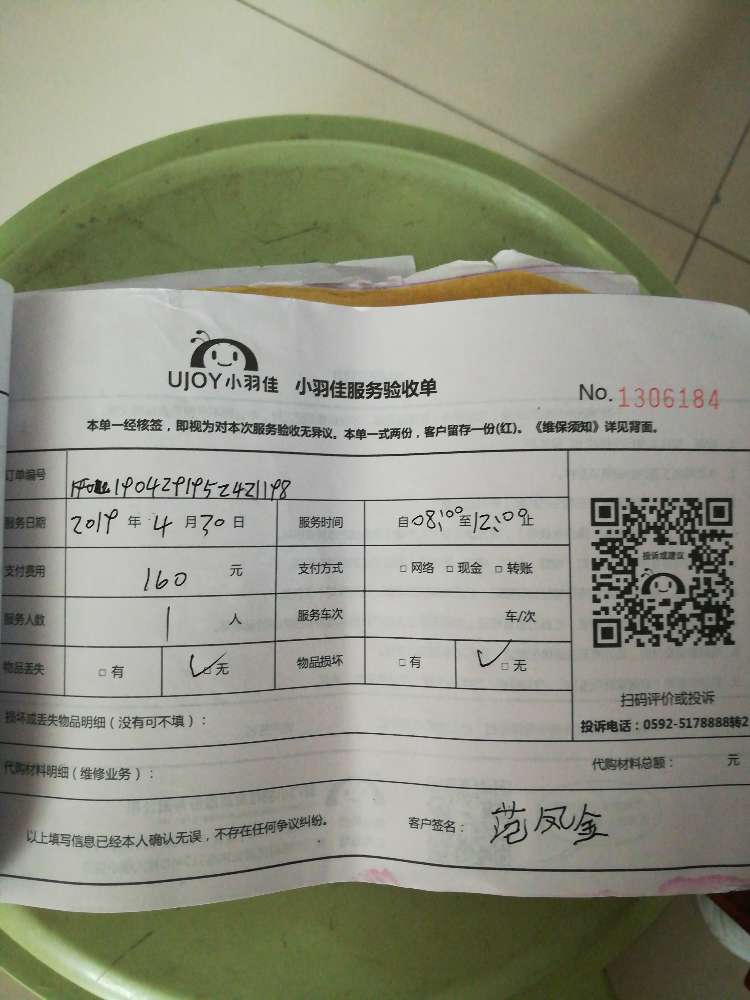 UJOY小羽佳 小羽佳服务验收单 No. 1306184
本单一经核签，即视为对本次服务验收无异议。本单一式两份，客户留存一份(红)。《维保须知》详见背面。
订单编号 1904291952421198
服务日期 2019 年 4 月 30 日 服务时间 自 08:00 至 12:00 止
投诉或建议
支付费用 160 元 支付方式 □ 网络 □ 现金 □ 转账
服务人数 1 人 服务车次 车/次
物品丢失 □ 有 ✓□ 无 物品损坏 □ 有 ✓□ 无
扫码评价或投诉
损坏或丢失物品明细（没有可不填）：
投诉电话：0592-5178888转2
代购材料明细（维修业务）： 代购材料总额： 元
以上填写信息已经本人确认无误，不存在任何争议纠纷。 客户签名： 范凤金